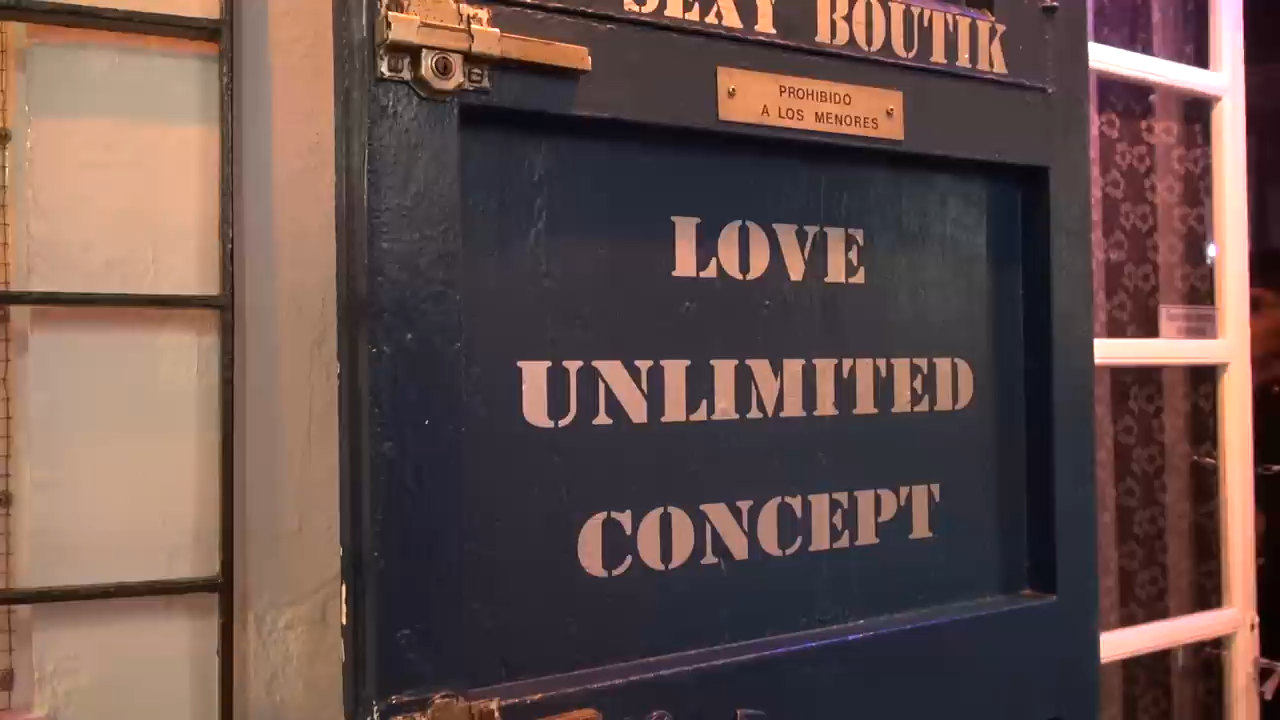 SEXY BOUTIK
PROHIBIDO
A LOS MENORES
LOVE
UNLIMITED
CONCEPT